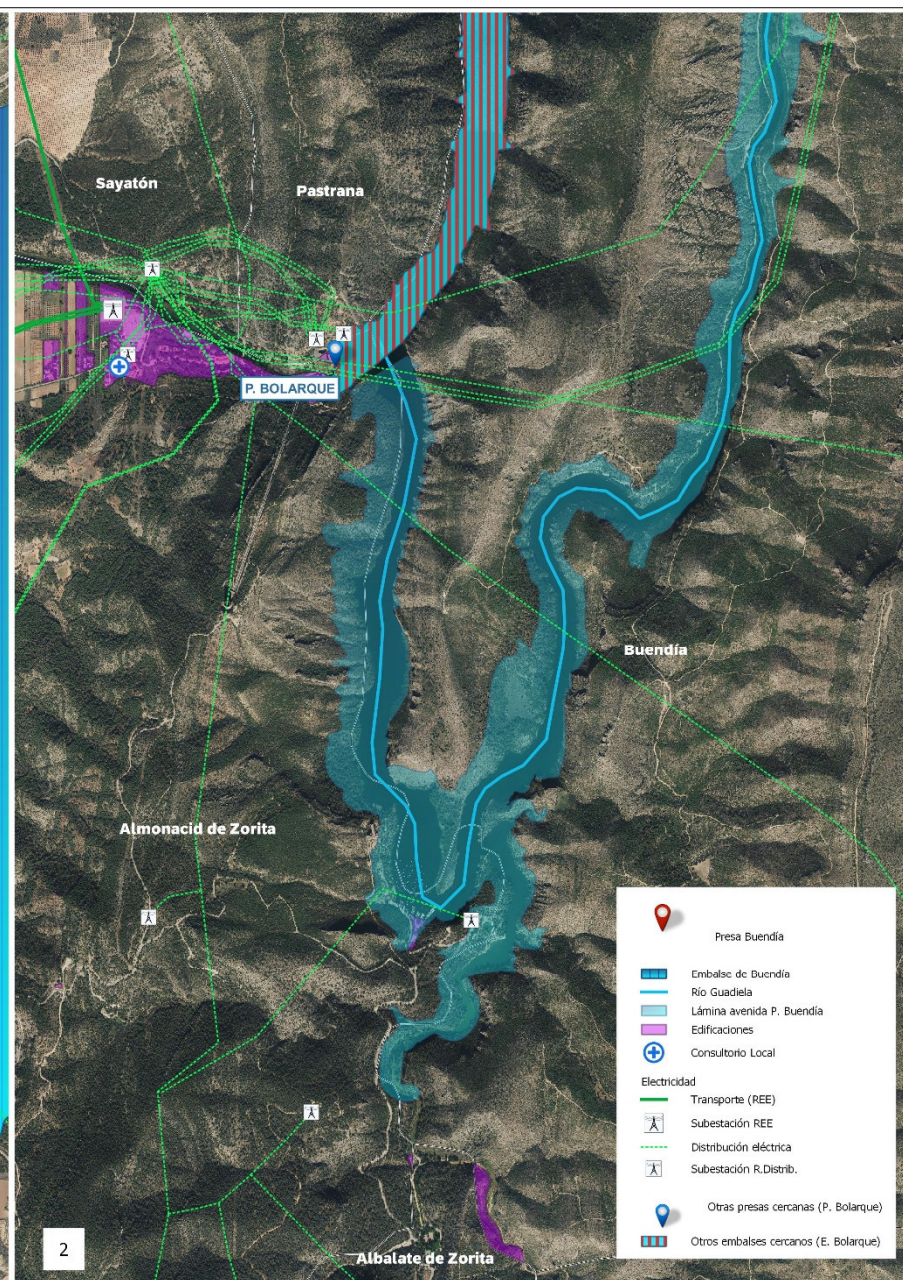 Sayatón
Pastrana
P. BOLARQUE
Buendía
Almonacid de Zorita
Presa Buendía
Embalse de Buendía
Río Guadiela
Lámina avenida P. Buendía
Edificaciones
Consultorio Local
Electricidad
Transporte (REE)
Subestación REE
Distribución eléctrica
Subestación R.Distrib.
Otras presas cercanas (P. Bolarque)
Otros embalses cercanos (E. Bolarque)
2
Albalate de Zorita